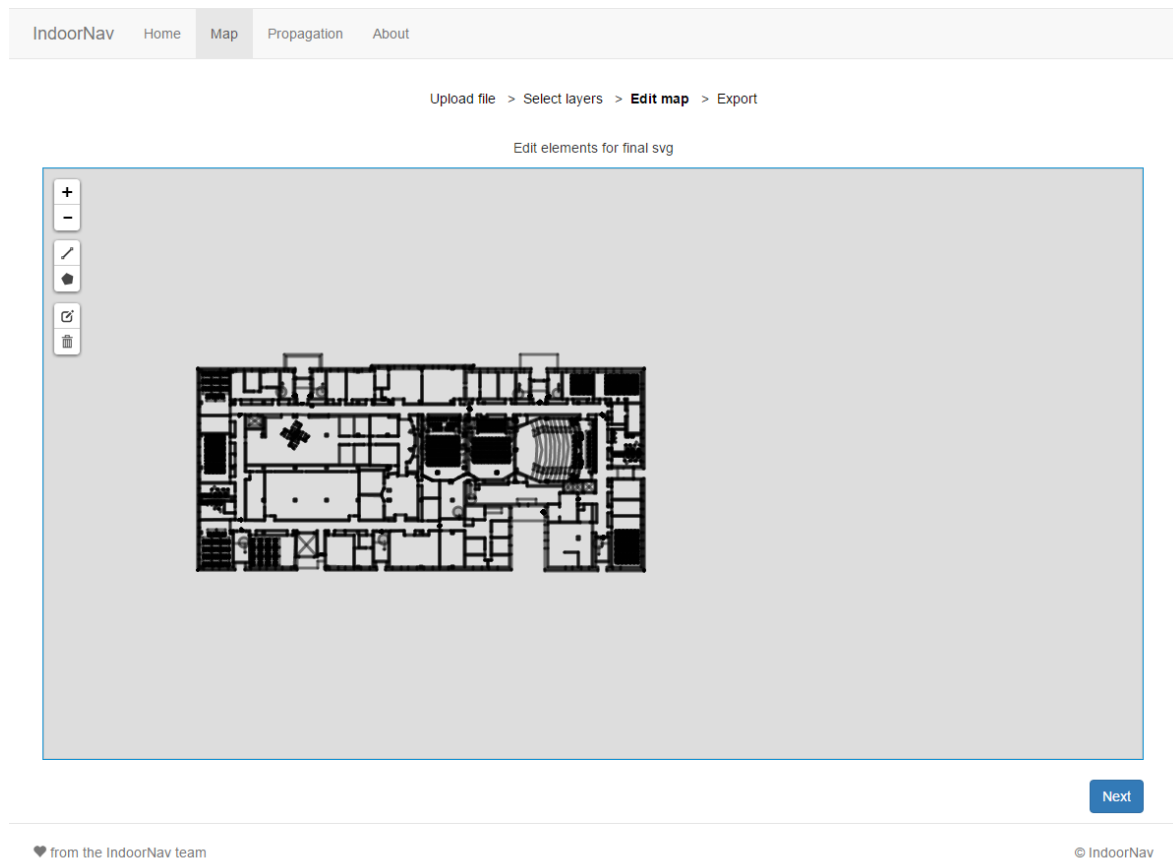 IndoorNav Home Map Propagation About
Upload file > Select layers > Edit map > Export
Edit elements for final svg
+
−
Next
♥ from the IndoorNav team © IndoorNav